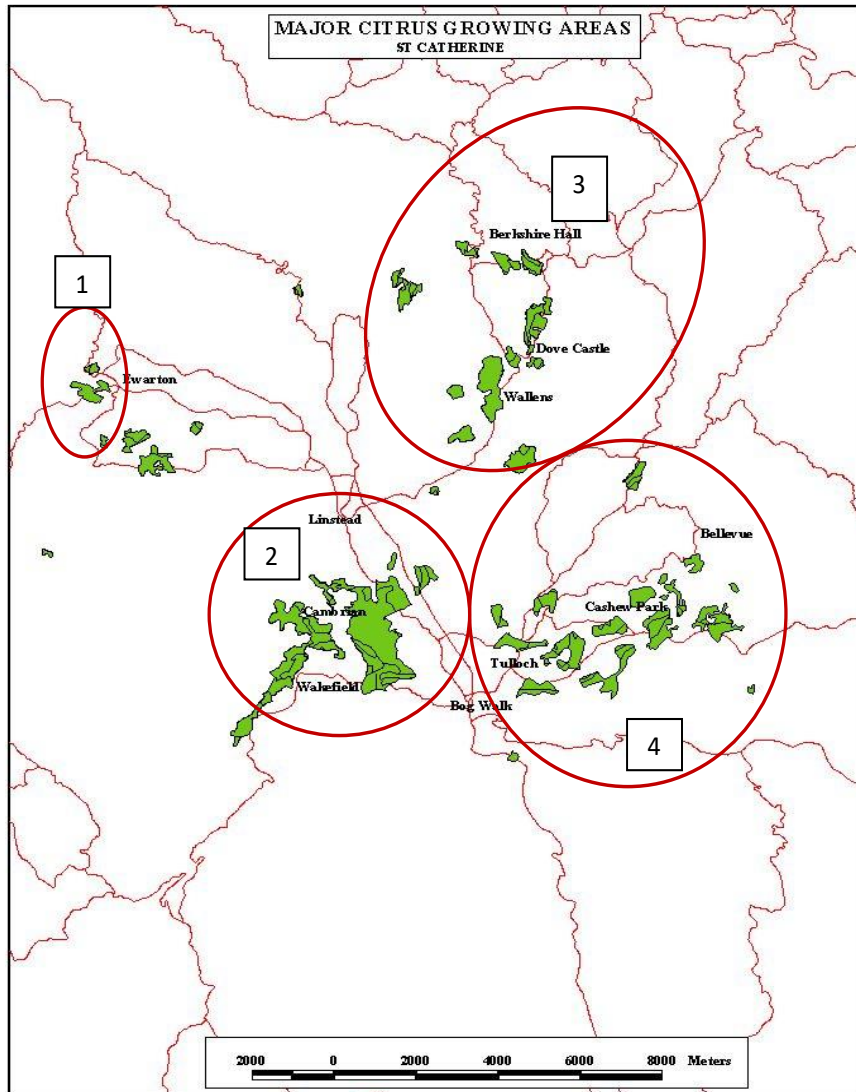 MAJOR CITRUS GROWING AREAS
ST CATHERINE
3
Berkshire Hall
1
Dove Castle
Ewarton
Wallens
Linstead
Bellevue
2
Cambrian
Cashew Park
Tulloch
Wakefield
Bog Walk
4
2000 0 2000 4000 6000 8000 Meters